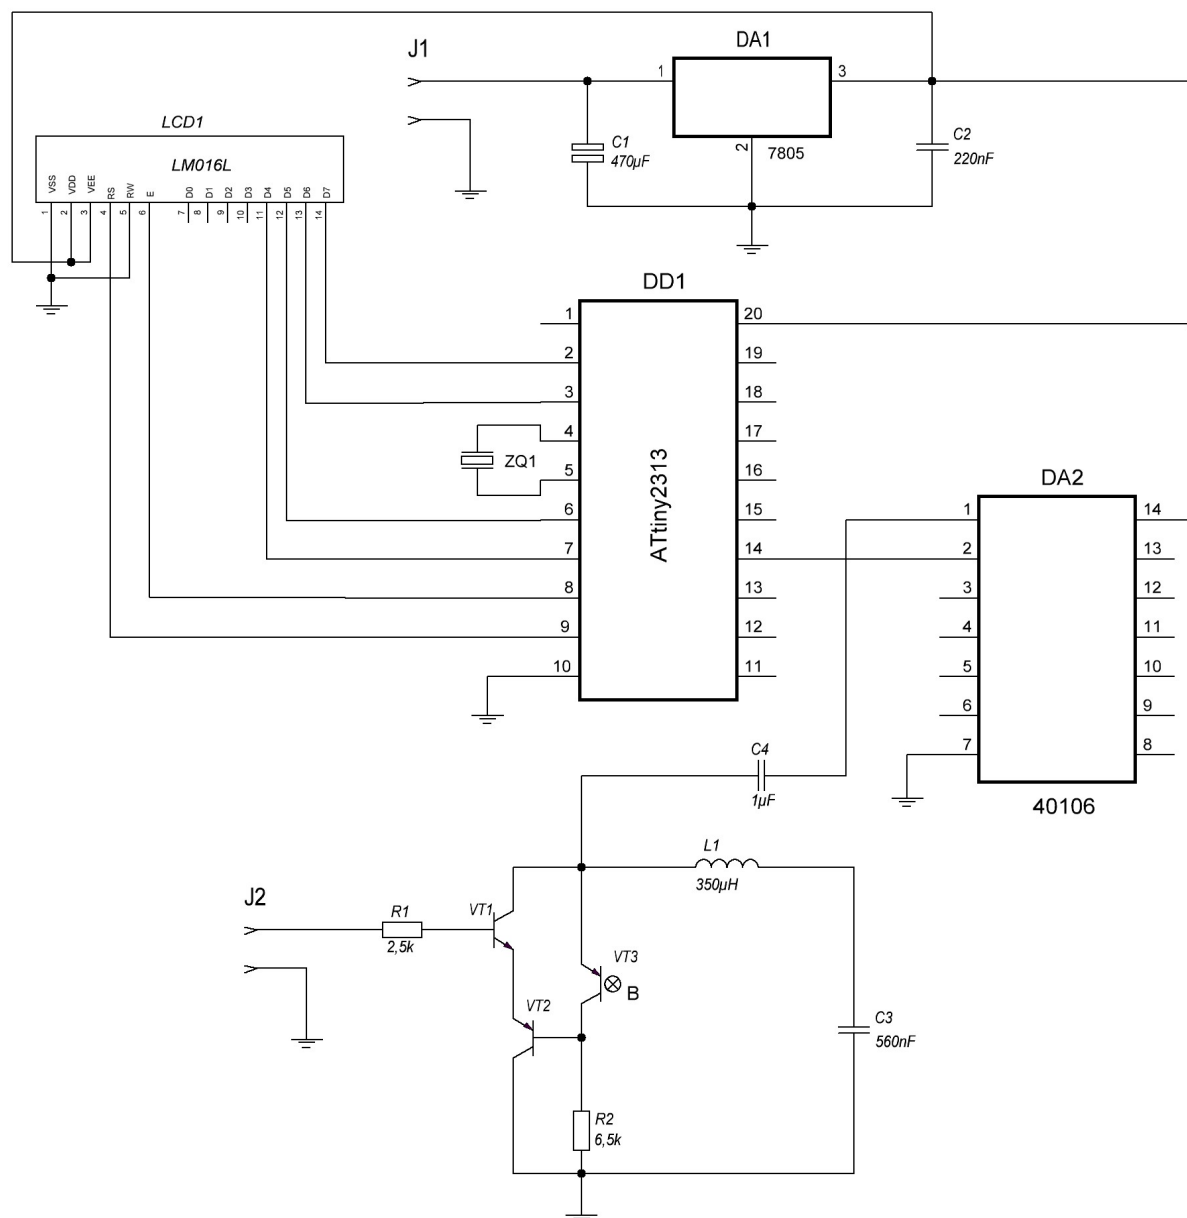 J1
DA1
1
3
2
7805
C1
470µF
C2
220nF
LCD1
LM016L
VSS
VDD
VEE
RS
RW
E
D0
D1
D2
D3
D4
D5
D6
D7
1
2
3
4
5
6
7
8
9
10
11
12
13
14
DD1
ATtiny2313
1
2
3
4
5
6
7
8
9
10
20
19
18
17
16
15
14
13
12
11
ZQ1
DA2
1
2
3
4
5
6
7
14
13
12
11
10
9
8
40106
C4
1µF
L1
350µH
J2
R1
2,5k
VT1
VT3
B
VT2
C3
560nF
R2
6,5k